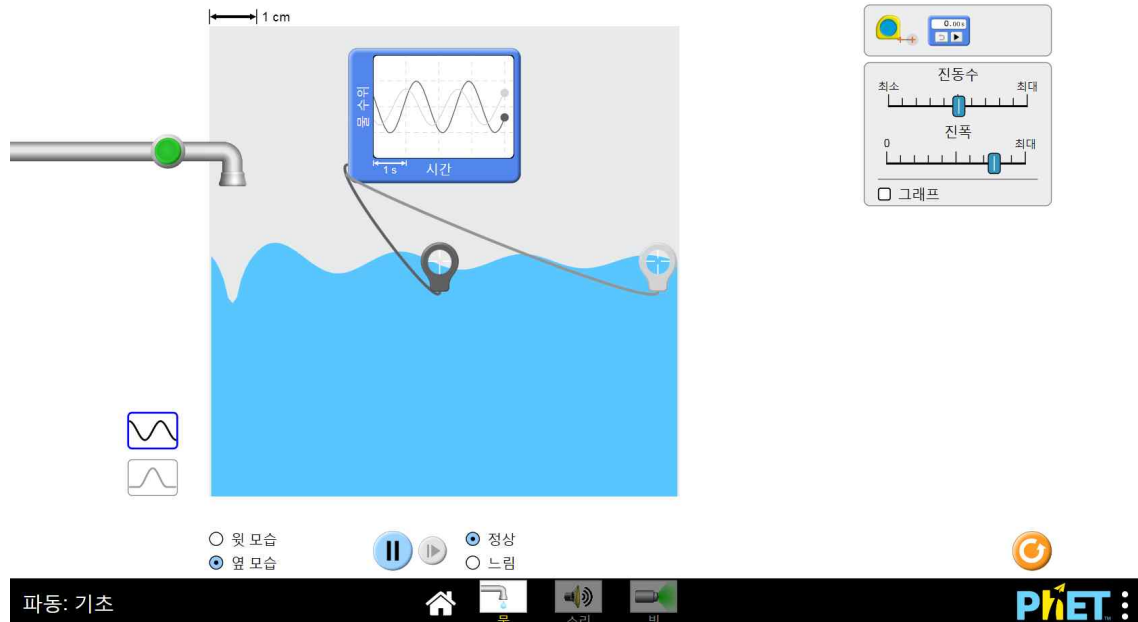 1 cm
0.00 s
진동수
최소
최대
물 수위
진폭
0
최대
1 s
시간
그래프
윗 모습
정상
옆 모습
느림
파동: 기초
물
소리
빛
PhET